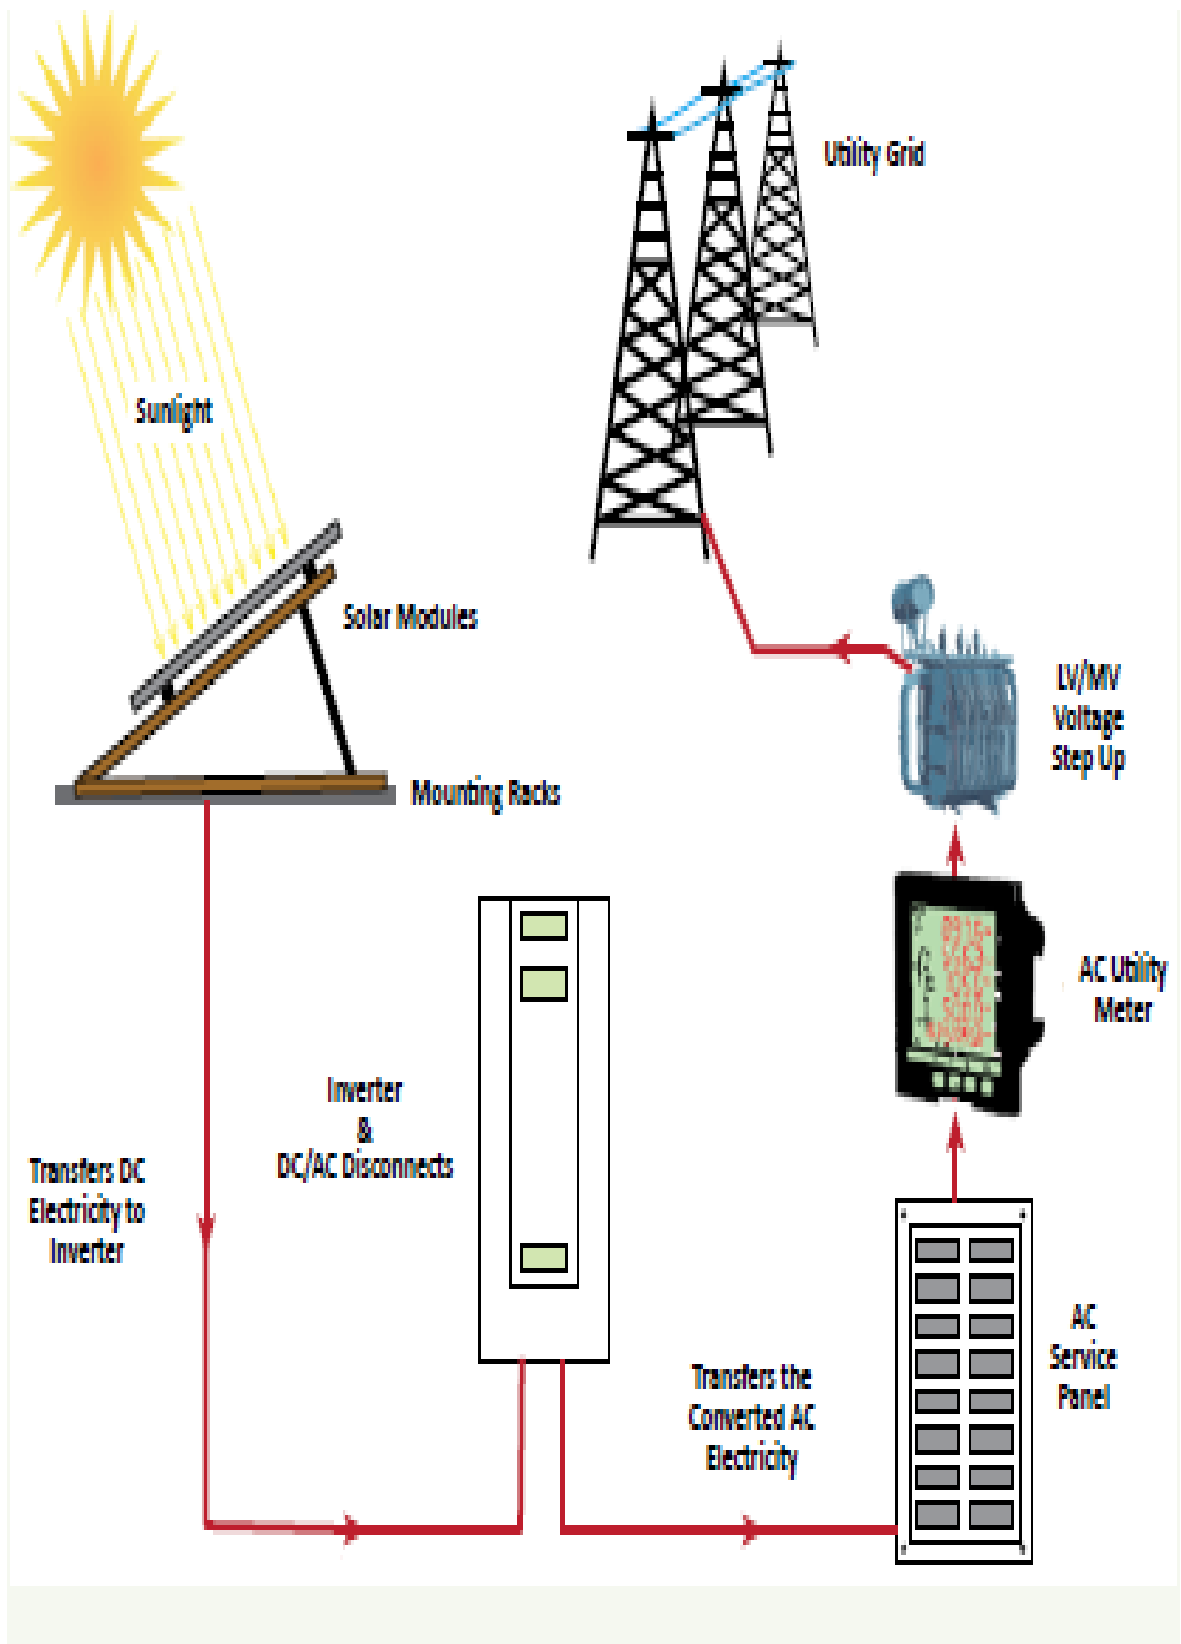 Utility Grid
Sunlight
Solar Modules
Mounting Racks
LV/MV
Voltage
Step Up
AC Utility
Meter
Inverter
&
DC/AC Disconnects
Transfers DC
Electricity to
Inverter
Transfers the
Converted AC
Electricity
AC
Service
Panel